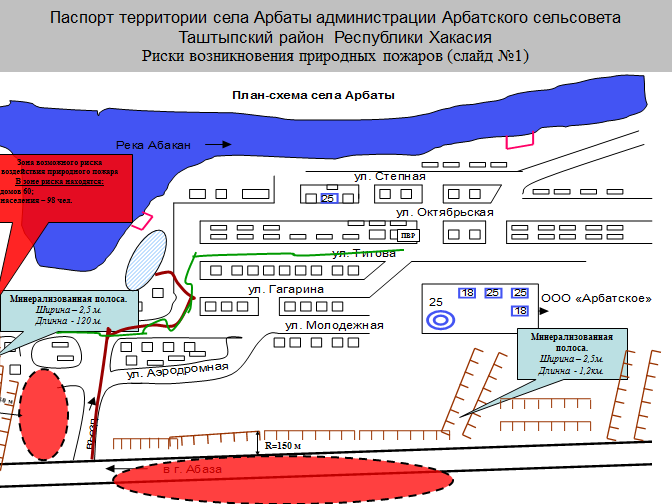 Паспорт территории села Арбаты администрации Арбатского сельсовета
Таштыпский район Республики Хакасия
Риски возникновения природных пожаров (слайд №1)
План-схема села Арбаты
Река Абакан
Зона возможного риска
воздействия природного пожара
В зоне риска находятся:
домов 60;
населения – 98 чел.
ул. Степная
25
ул. Октябрьская
ПВР
ул. Титова
ул. Гагарина
Минерализованная полоса.
Ширина – 2,5 м.
Длинна - 120 м.
18
25
25
25
18
ООО «Арбатское»
ул. Молодежная
Минерализованная
полоса.
Ширина – 2,5м.
Длинна - 1,2км.
ул. Аэродромная
R=150 м
в г. Абаза